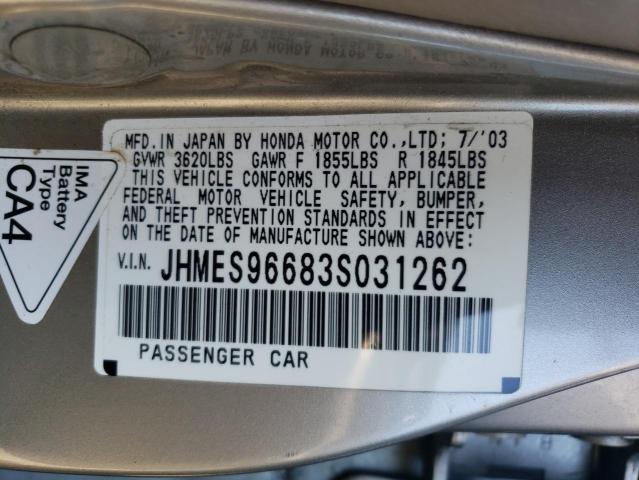 MFD.IN JAPAN BY HONDA MOTOR CO.,LTD; 7/'03
GVWR 3620LBS GAWR F 1855LBS R 1845LBS
THIS VEHICLE CONFORMS TO ALL APPLICABLE
FEDERAL MOTOR VEHICLE SAFETY, BUMPER,
AND THEFT PREVENTION STANDARDS IN EFFECT
ON THE DATE OF MANUFACTURE SHOWN ABOVE:
V.I.N. JHMES96683S031262
PASSENGER CAR
IMA
Battery
Type
CA4